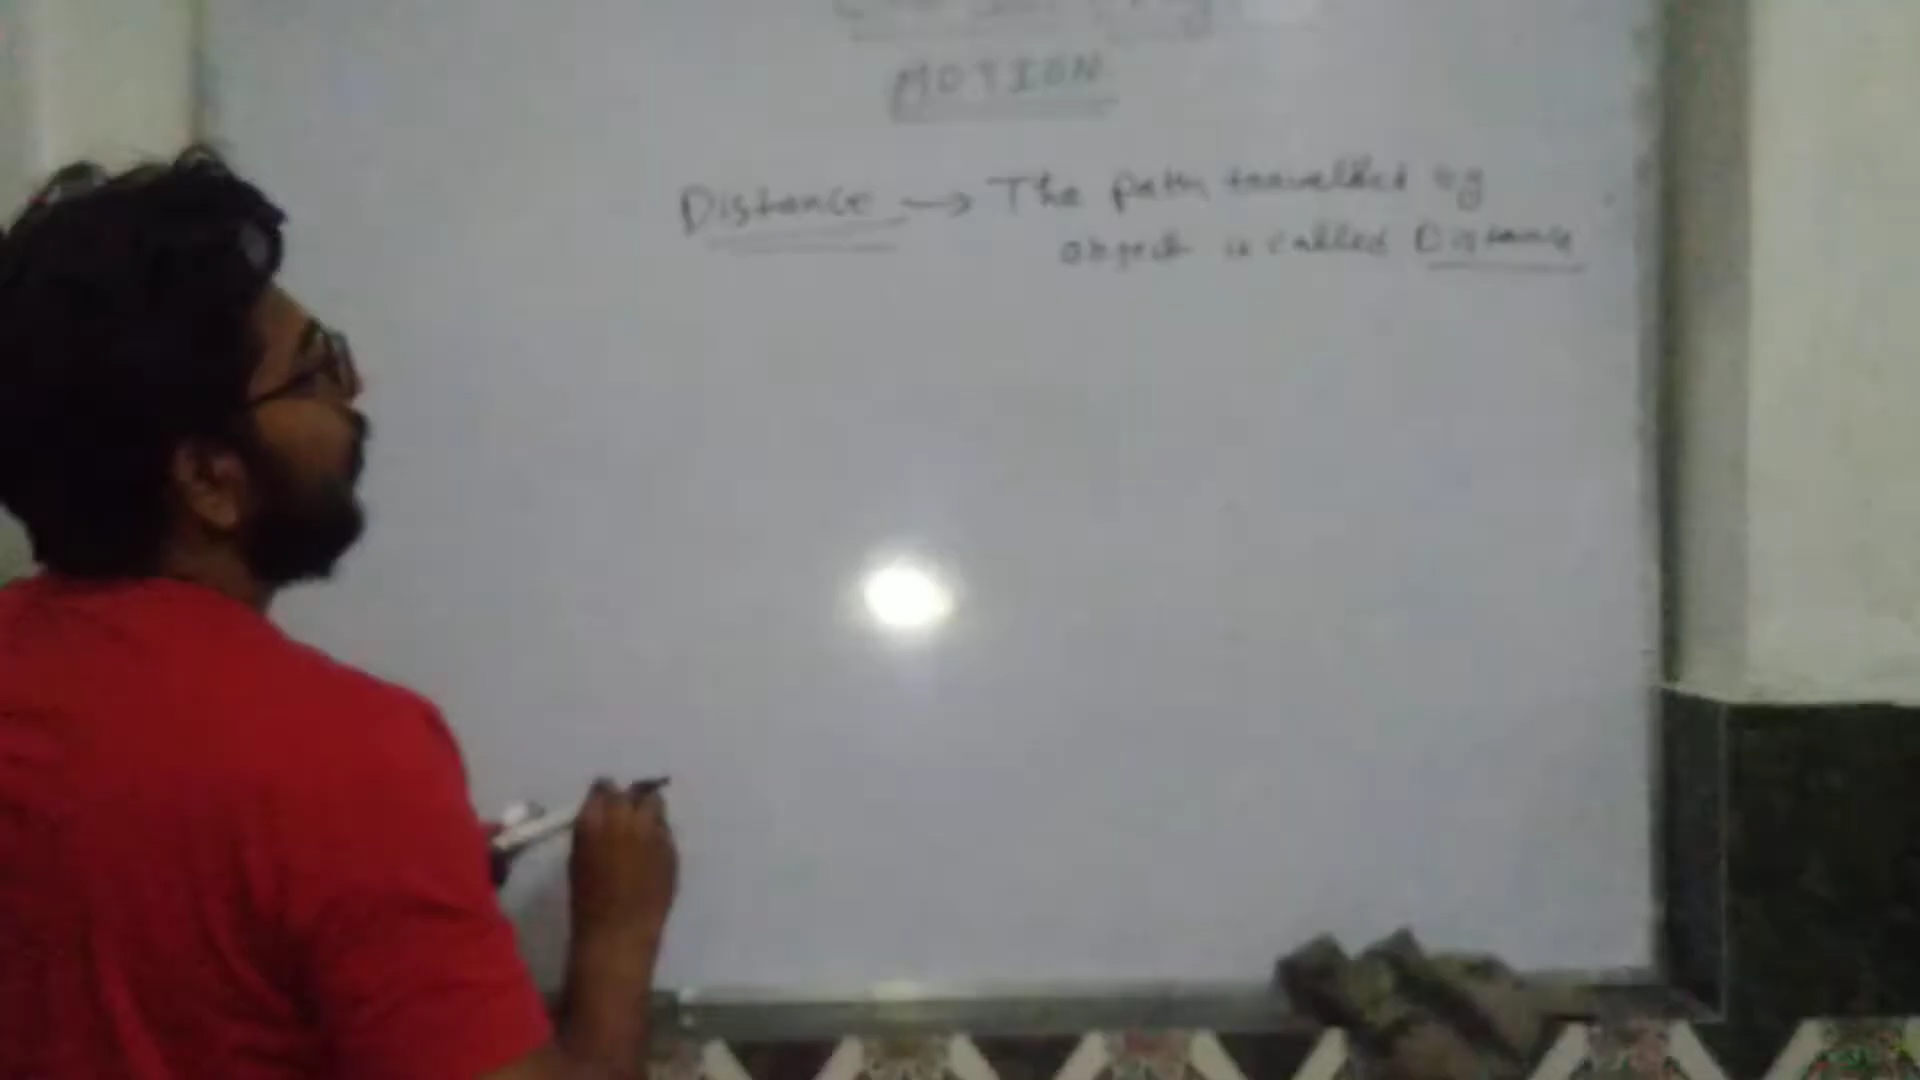 MOTION
Distance → The path travelled by
object is called Distance